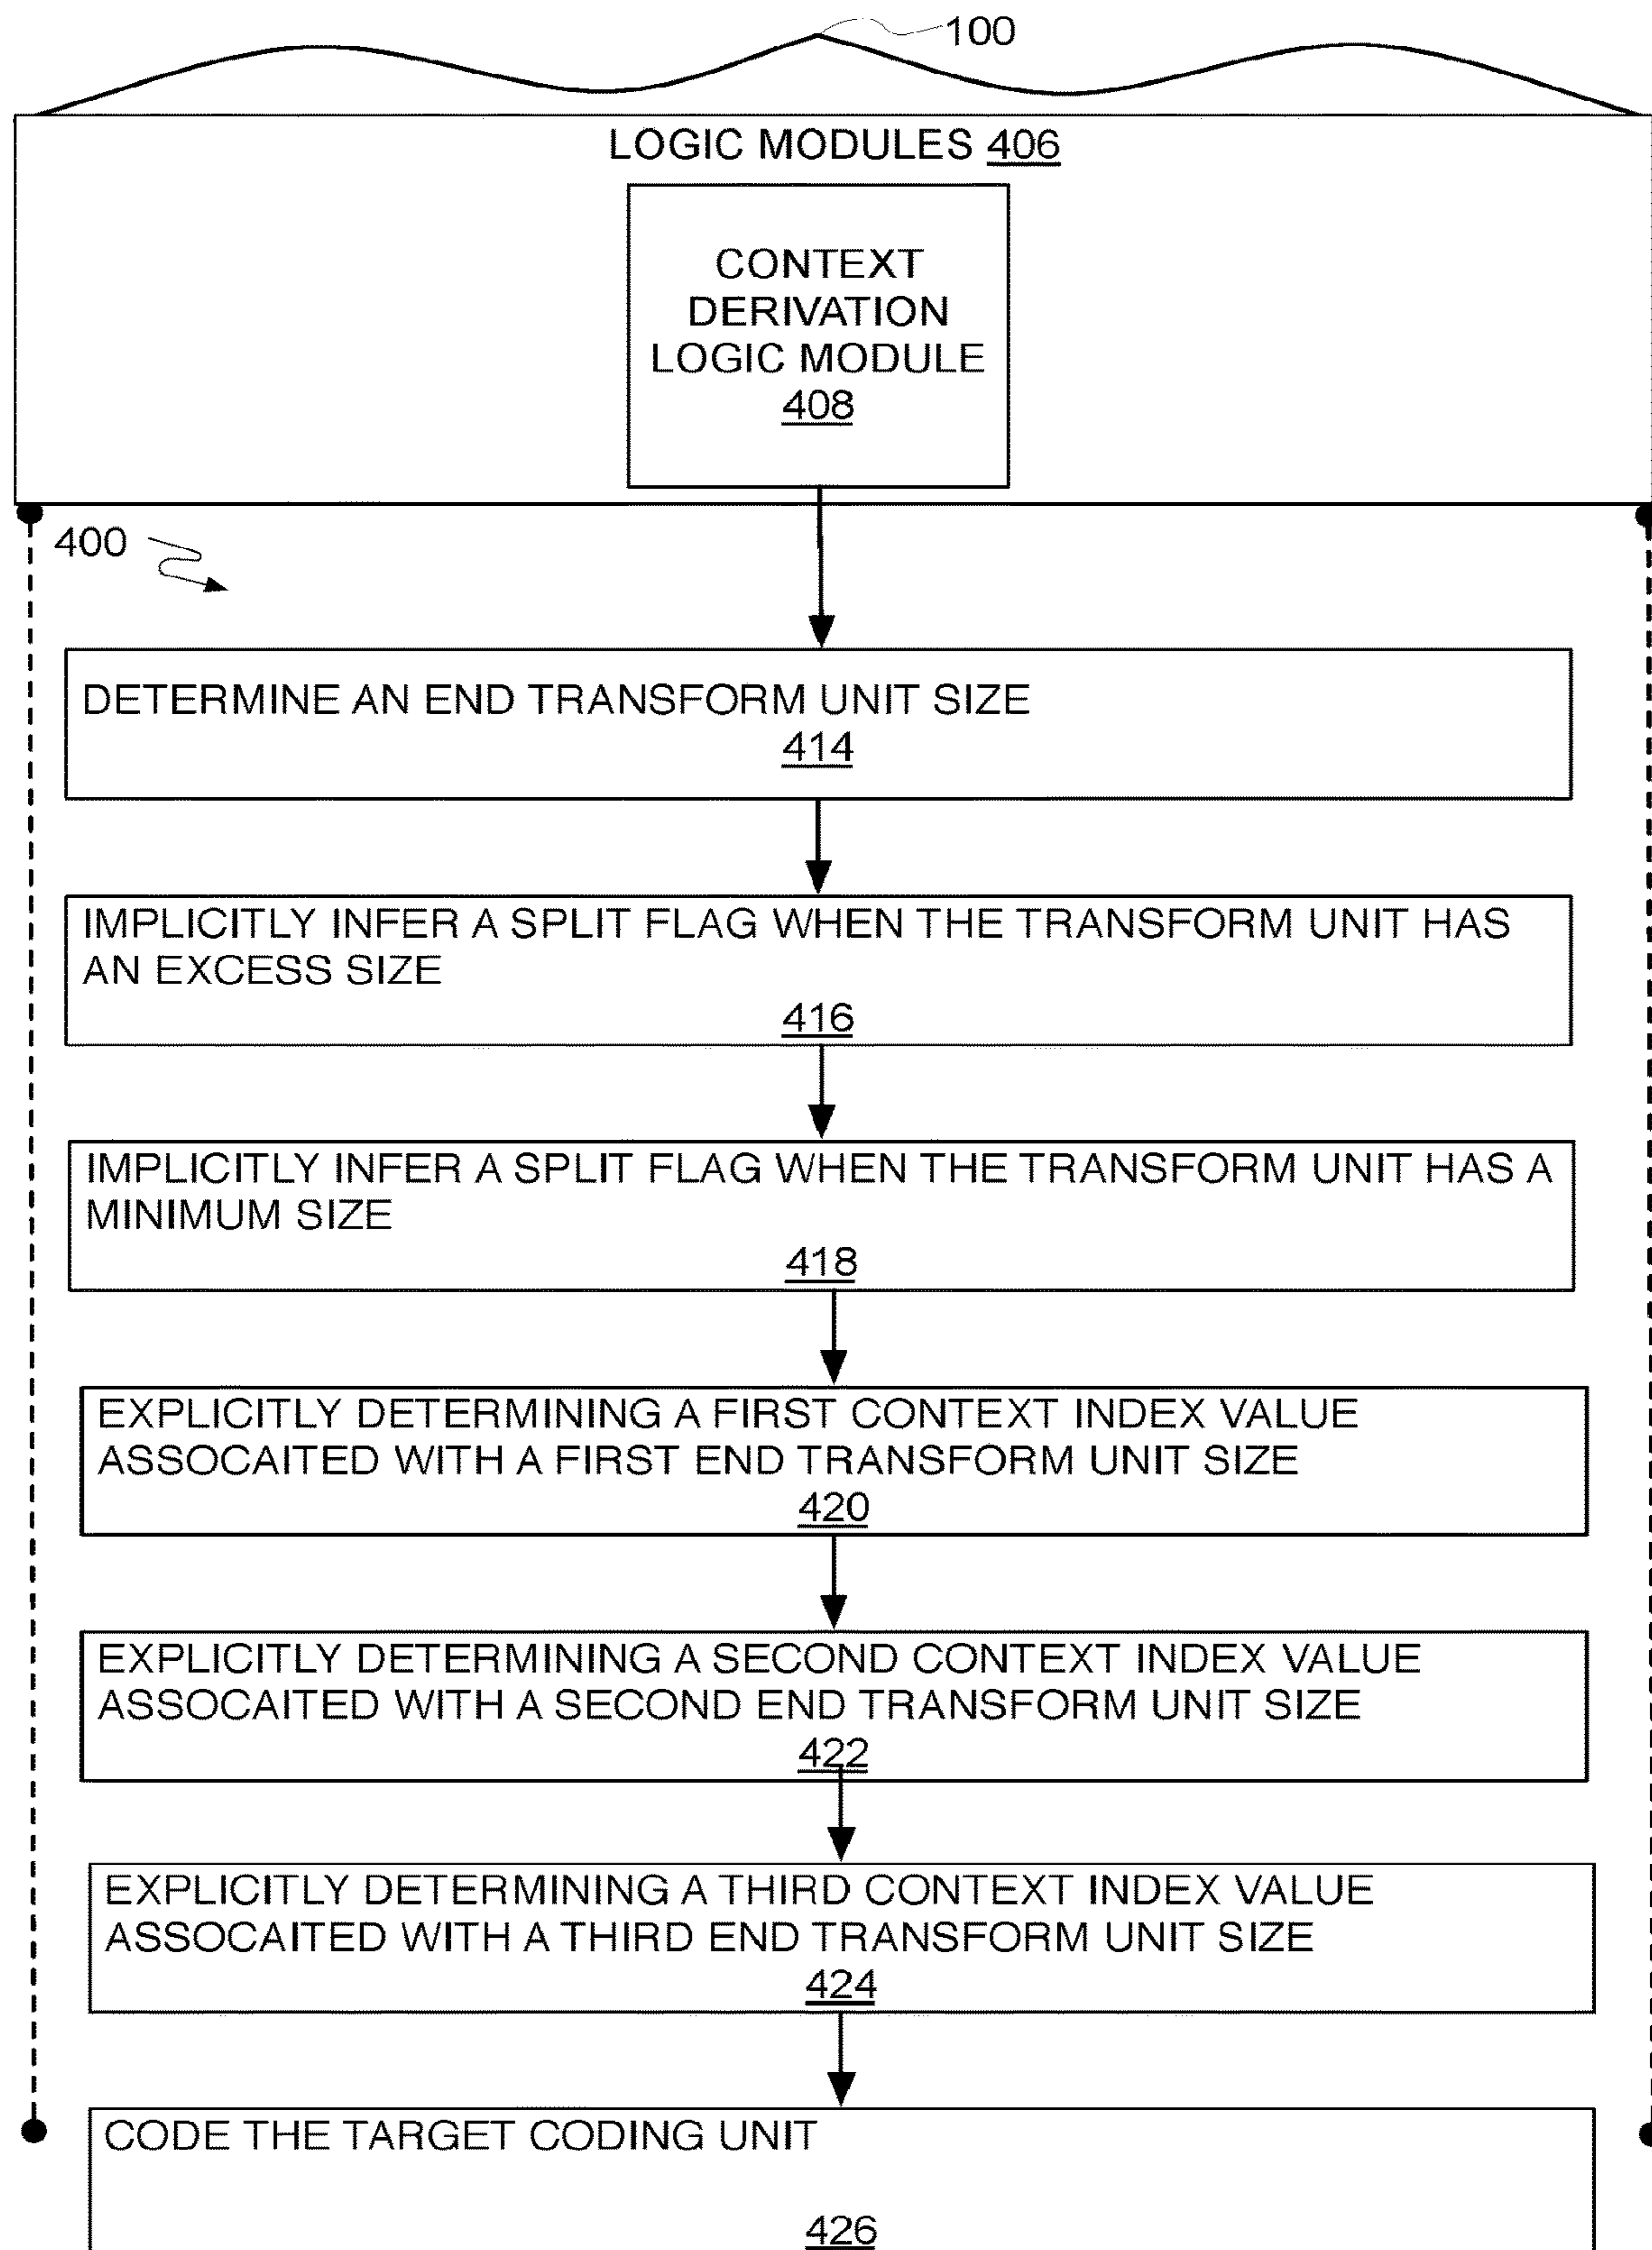 100
LOGIC MODULES 406
CONTEXT
DERIVATION
LOGIC MODULE
408
400
DETERMINE AN END TRANSFORM UNIT SIZE
414
IMPLICITLY INFER A SPLIT FLAG WHEN THE TRANSFORM UNIT HAS
AN EXCESS SIZE
416
IMPLICITLY INFER A SPLIT FLAG WHEN THE TRANSFORM UNIT HAS A
MINIMUM SIZE
418
EXPLICITLY DETERMINING A FIRST CONTEXT INDEX VALUE
ASSOCAITED WITH A FIRST END TRANSFORM UNIT SIZE
420
EXPLICITLY DETERMINING A SECOND CONTEXT INDEX VALUE
ASSOCAITED WITH A SECOND END TRANSFORM UNIT SIZE
422
EXPLICITLY DETERMINING A THIRD CONTEXT INDEX VALUE
ASSOCAITED WITH A THIRD END TRANSFORM UNIT SIZE
424
CODE THE TARGET CODING UNIT
426